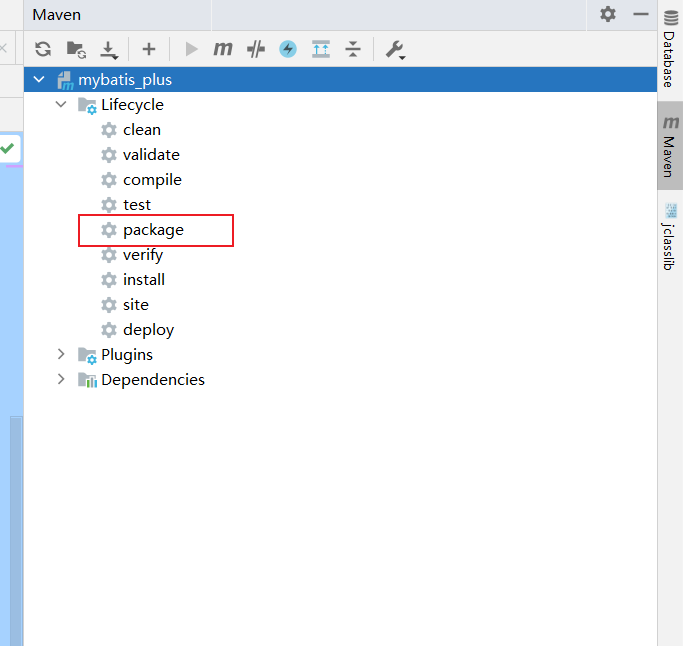 Maven
m
mybatis_plus
Lifecycle
clean
validate
compile
test
package
verify
install
site
deploy
Plugins
Dependencies
Database
m
Maven
jclasslib